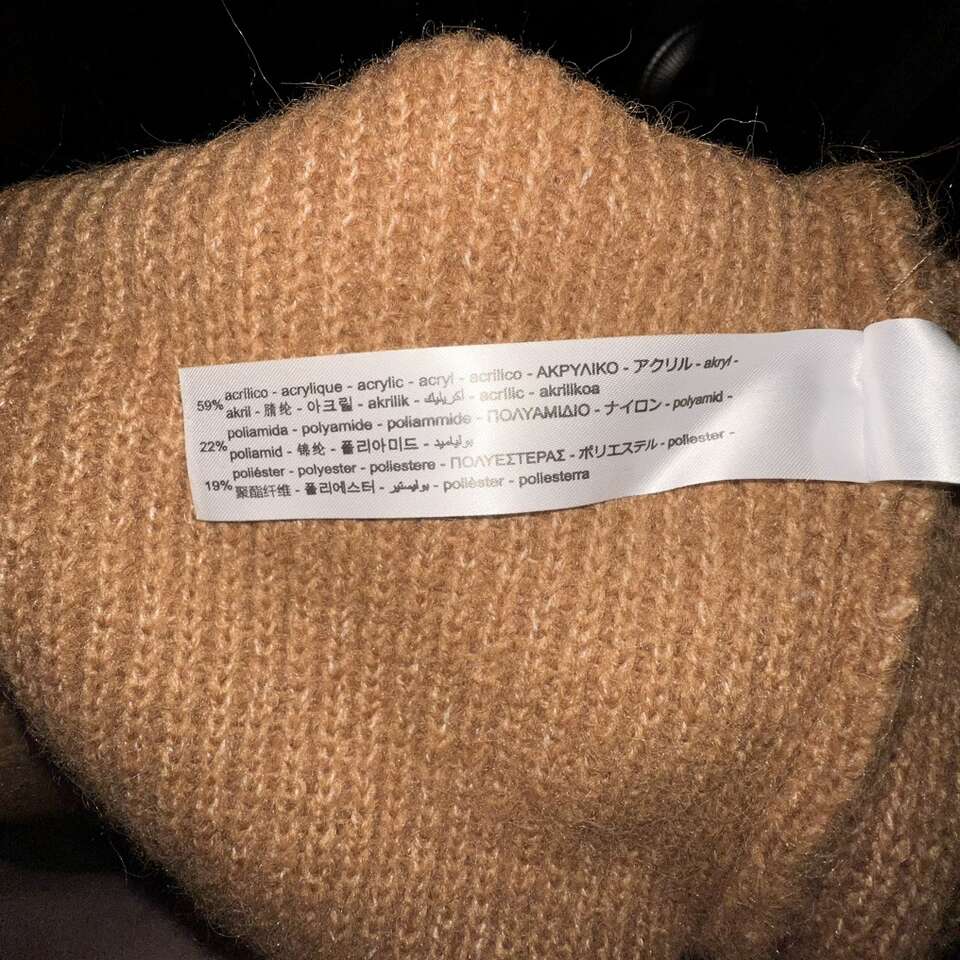 59% acrílico - acrylique - acrylic - acryl - acrilico - ΑΚΡΥΛΙΚΟ - アクリル - akryl -
akril - 腈纶 - 아크릴 - akrilik - أكريليك - acrílic - akrilikoa
22% poliamida - polyamide - poliammide - ΠΟΛΥΑΜΙΔΙΟ - ナイロン - polyamid -
poliamid - 锦纶 - 폴리아미드 - بولياميد
19% poliéster - polyester - poliestere - ΠΟΛΥΕΣΤΕΡΑΣ - ポリエステル - poliester -
聚酯纤维 - 폴리에스터 - بوليستير - polièster - poliesterra